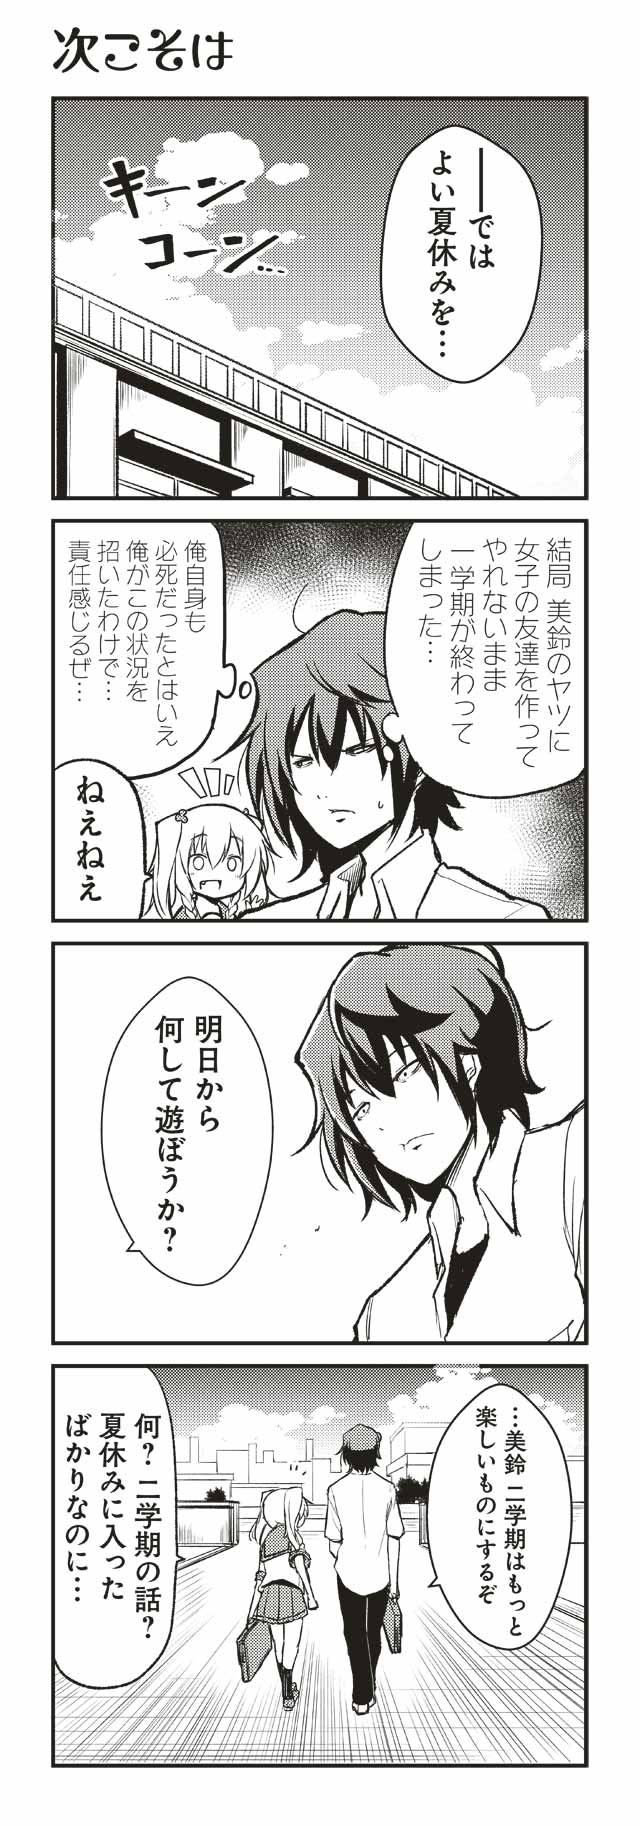 次こそは
――では
よい夏休みを…
キーン
コーン…
結局 美鈴のヤツに
女子の友達を作って
やれないまま
一学期が終わって
しまった…
俺自身も
必死だったとはいえ
俺がこの状況を
招いたわけで…
責任感じるぜ…
ねぇねぇ
明日から
何して遊ぼうか？
…美鈴 二学期はもっと
楽しいものにするぞ
何？ 二学期の話？
夏休みに入った
ばかりなのに…